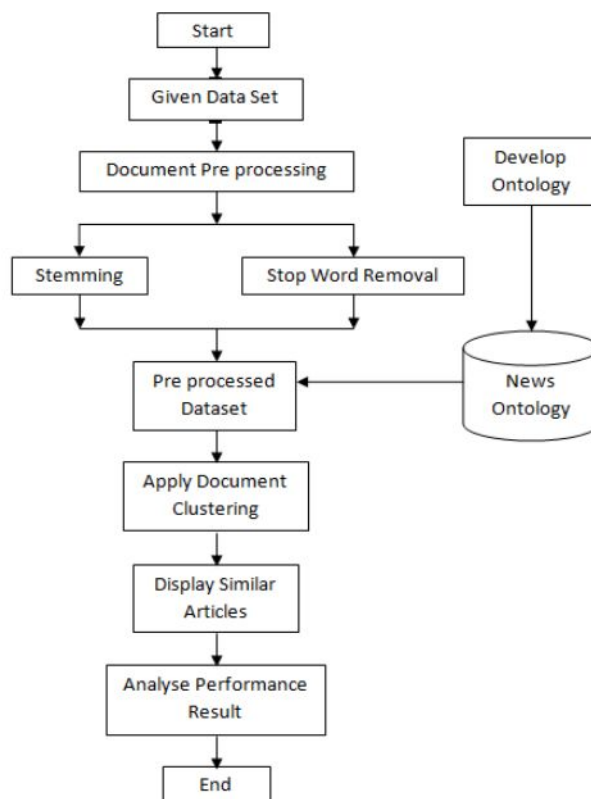 Start
Given Data Set
Document Pre processing
Develop
Ontology
Stemming
Stop Word Removal
Pre processed
Dataset
News
Ontology
Apply Document
Clustering
Display Similar
Articles
Analyse Performance
Result
End